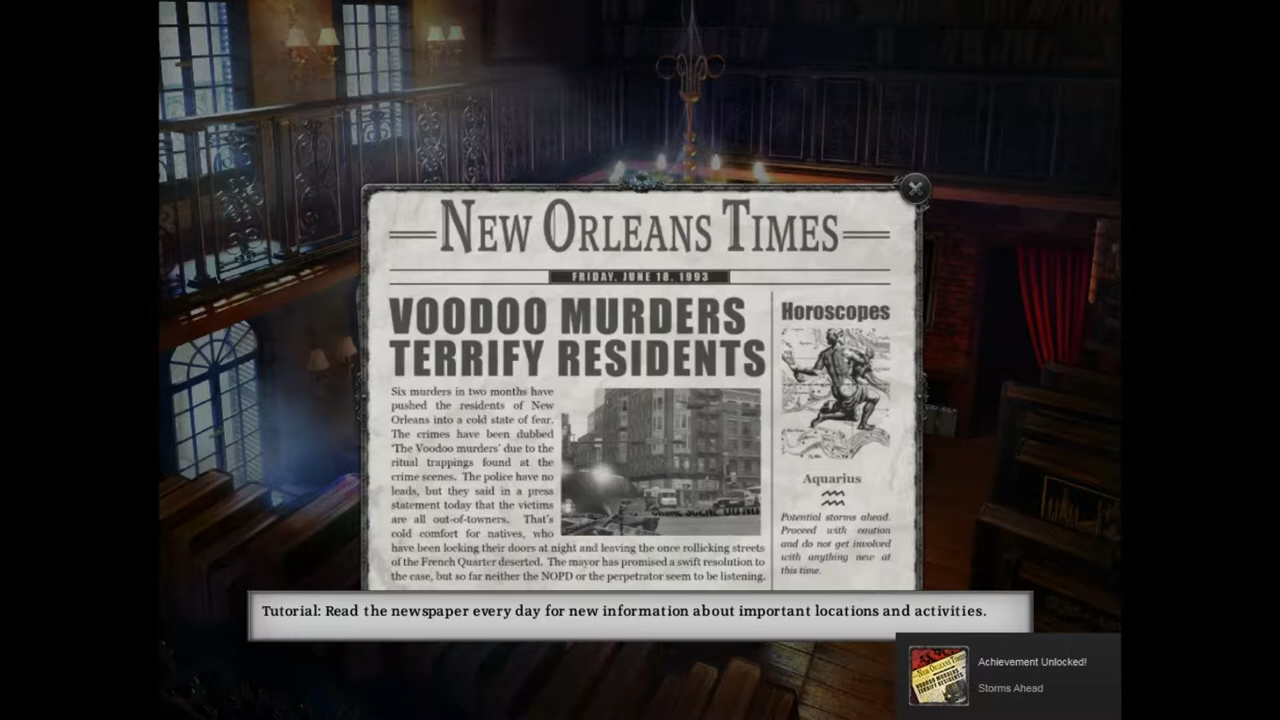 NEW ORLEANS TIMES
FRIDAY, JUNE 18, 1993
VOODOO MURDERS
TERRIFY RESIDENTS
Six murders in two months have
pushed the residents of New
Orleans into a cold state of fear.
The crimes have been dubbed
'The Voodoo murders' due to the
ritual trappings found at the
crime scenes. The police have no
leads, but they said in a press
statement today that the victims
are all out-of-towners. That's
cold comfort for natives, who
have been locking their doors at night and leaving the once rollicking streets
of the French Quarter deserted. The mayor has promised a swift resolution to
the case, but so far neither the NOPD or the perpetrator seem to be listening.
Horoscopes
Aquarius
Potential storms ahead.
Proceed with caution
and do not get involved
with anything new at
this time.
Tutorial: Read the newspaper every day for new information about important locations and activities.
NEW ORLEANS TIMES
VOODOO MURDERS
TERRIFY RESIDENTS
Achievement Unlocked!
Storms Ahead